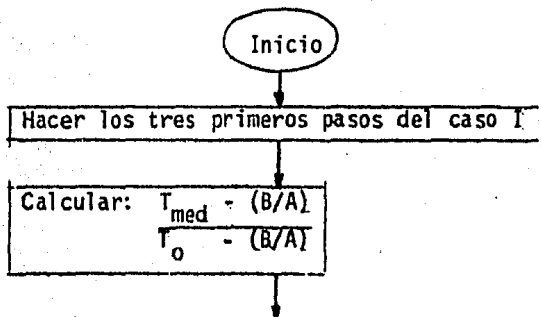 Inicio
Hacer los tres primeros pasos del caso I
Calcular: T_med - (B/A)
T_o - (B/A)